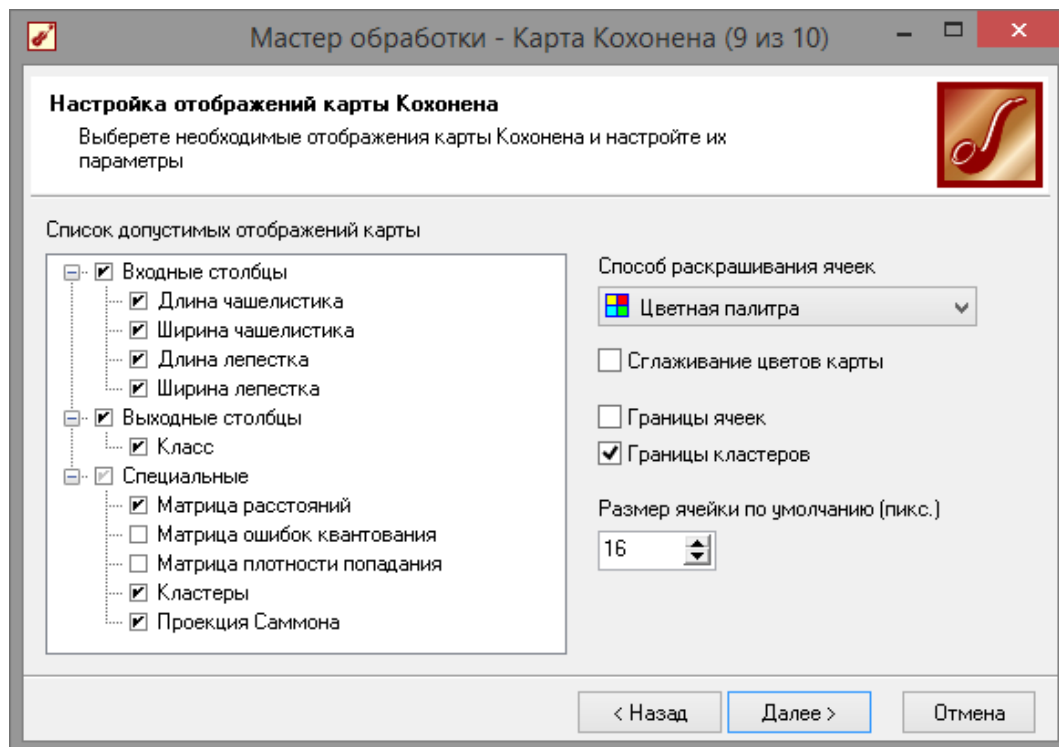 Мастер обработки - Карта Кохонена (9 из 10)
Настройка отображений карты Кохонена
Выберете необходимые отображения карты Кохонена и настройте их
параметры
Список допустимых отображений карты
Входные столбцы
Длина чашелистика
Ширина чашелистика
Длина лепестка
Ширина лепестка
Выходные столбцы
Класс
Специальные
Матрица расстояний
Матрица ошибок квантования
Матрица плотности попадания
Кластеры
Проекция Саммона
Способ раскрашивания ячеек
Цветная палитра
Сглаживание цветов карты
Границы ячеек
Границы кластеров
Размер ячейки по умолчанию (пикс.)
16
< Назад
Далее >
Отмена